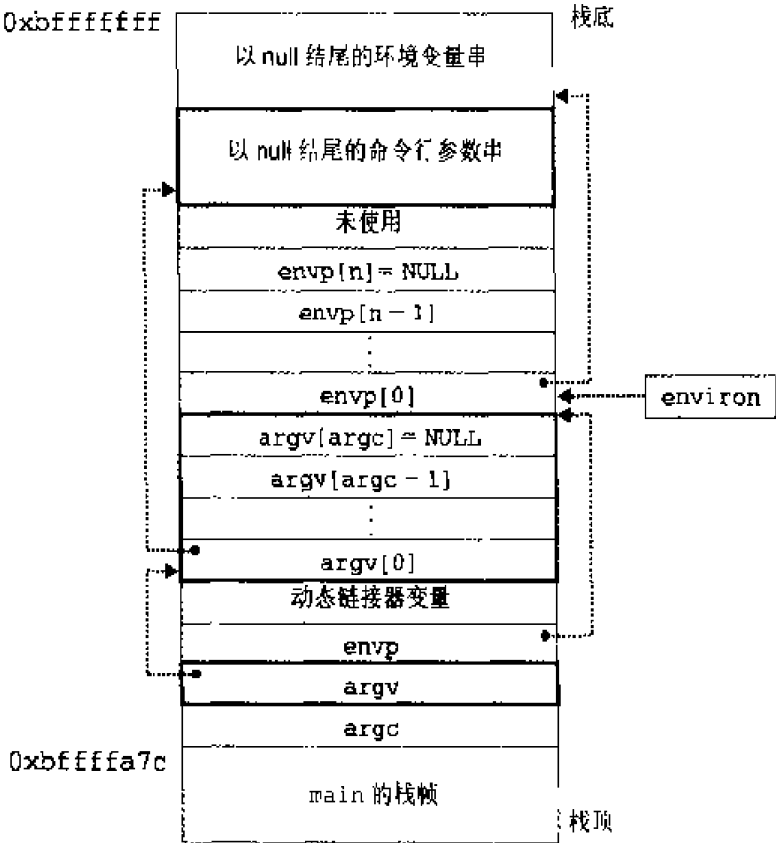 0xbfffffff
栈底
以 null 结尾的环境变量串
以 null 结尾的命令行参数串
未使用
envp[n] = NULL
envp[n - 1]
⋮
envp[0]
environ
argv[argc] = NULL
argv[argc - 1]
⋮
argv[0]
动态链接器变量
envp
argv
argc
0xbffffa7c
main 的栈帧
栈顶